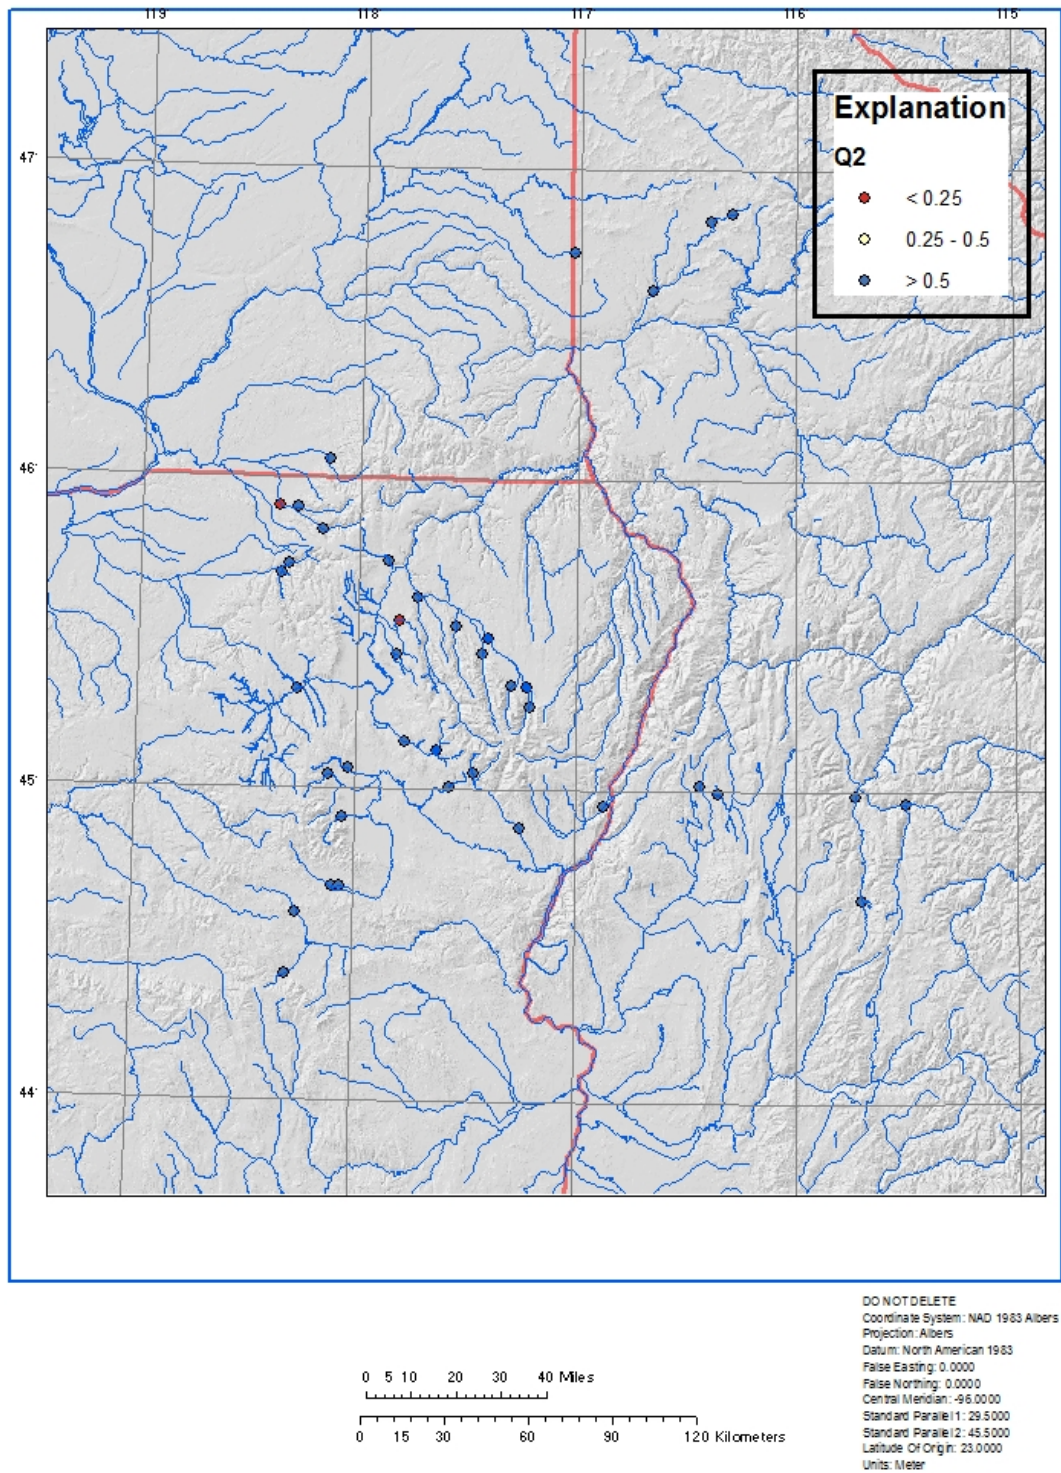 119 118 117 116 115
Explanation
47°
Q2
< 0.25
0.25 - 0.5
> 0.5
46°
45°
44°
DO NOT DELETE
Coordinate System: NAD 1983 Albers
Projection: Albers
Datum: North American 1983
False Easting: 0.0000
False Northing: 0.0000
Central Meridian: -96.0000
Standard Parallel 1: 29.5000
Standard Parallel 2: 45.5000
Latitude Of Origin: 23.0000
Units: Meter
0 5 10 20 30 40 Miles
0 15 30 60 90 120 Kilometers